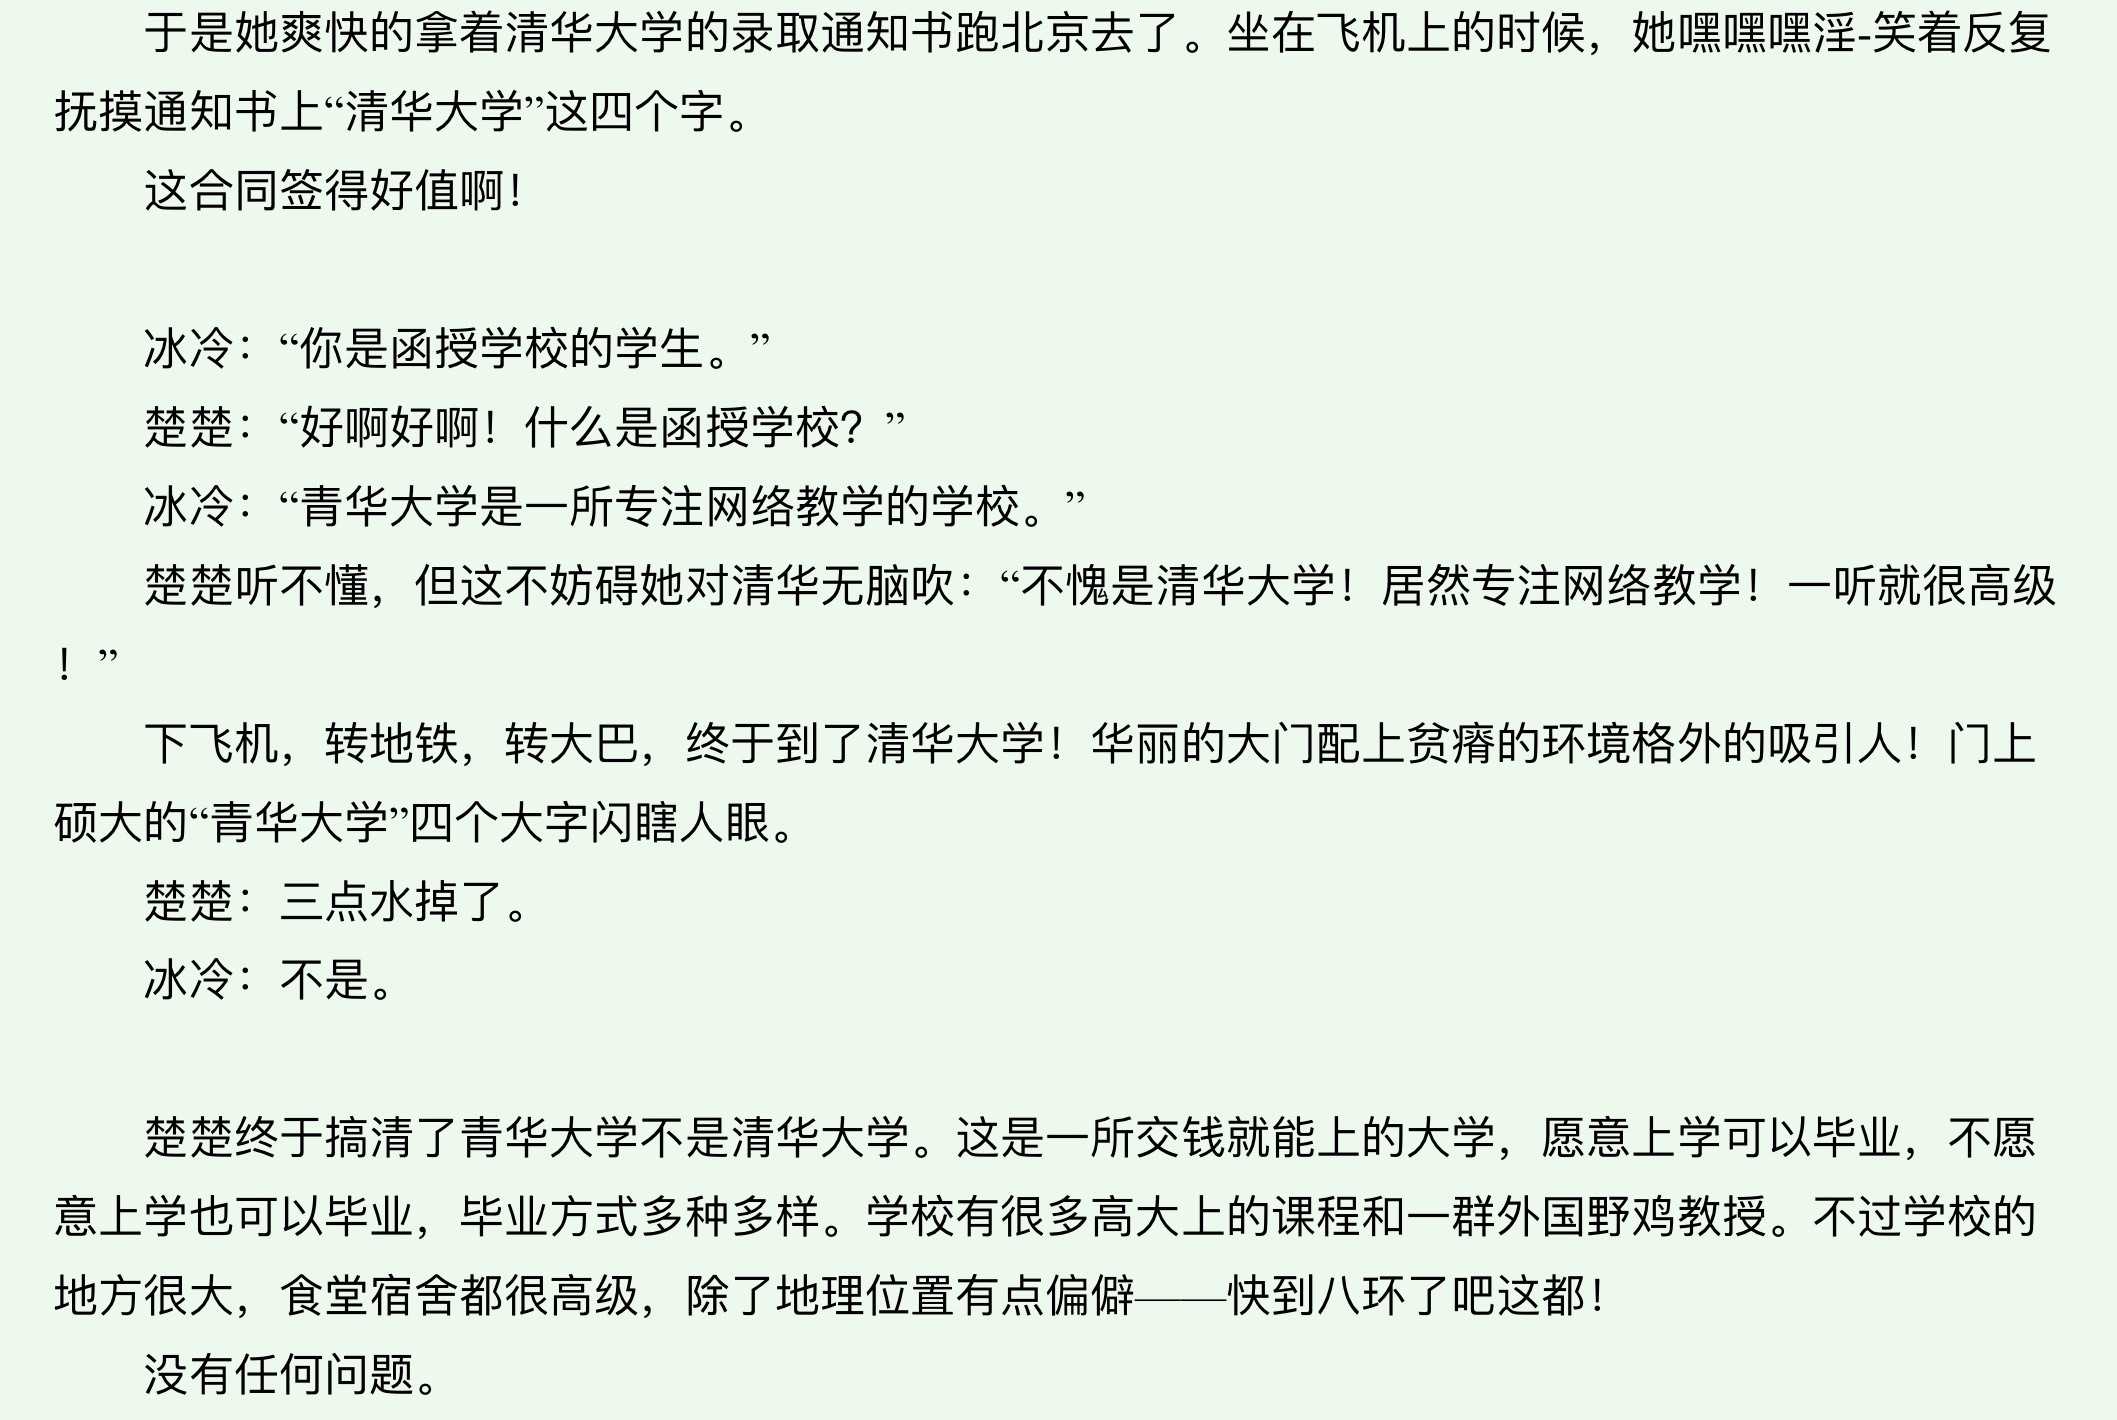 于是她爽快的拿着清华大学的录取通知书跑北京去了。坐在飞机上的时候，她嘿嘿嘿淫-笑着反复
抚摸通知书上“清华大学”这四个字。
这合同签得好值啊！
冰冷：“你是函授学校的学生。”
楚楚：“好啊好啊！什么是函授学校？”
冰冷：“青华大学是一所专注网络教学的学校。”
楚楚听不懂，但这不妨碍她对清华无脑吹：“不愧是清华大学！居然专注网络教学！一听就很高级
！”
下飞机，转地铁，转大巴，终于到了清华大学！华丽的大门配上贫瘠的环境格外的吸引人！门上
硕大的“青华大学”四个大字闪瞎人眼。
楚楚：三点水掉了。
冰冷：不是。
楚楚终于搞清了青华大学不是清华大学。这是一所交钱就能上的大学，愿意上学可以毕业，不愿
意上学也可以毕业，毕业方式多种多样。学校有很多高大上的课程和一群外国野鸡教授。不过学校的
地方很大，食堂宿舍都很高级，除了地理位置有点偏僻——快到八环了吧这都！
没有任何问题。